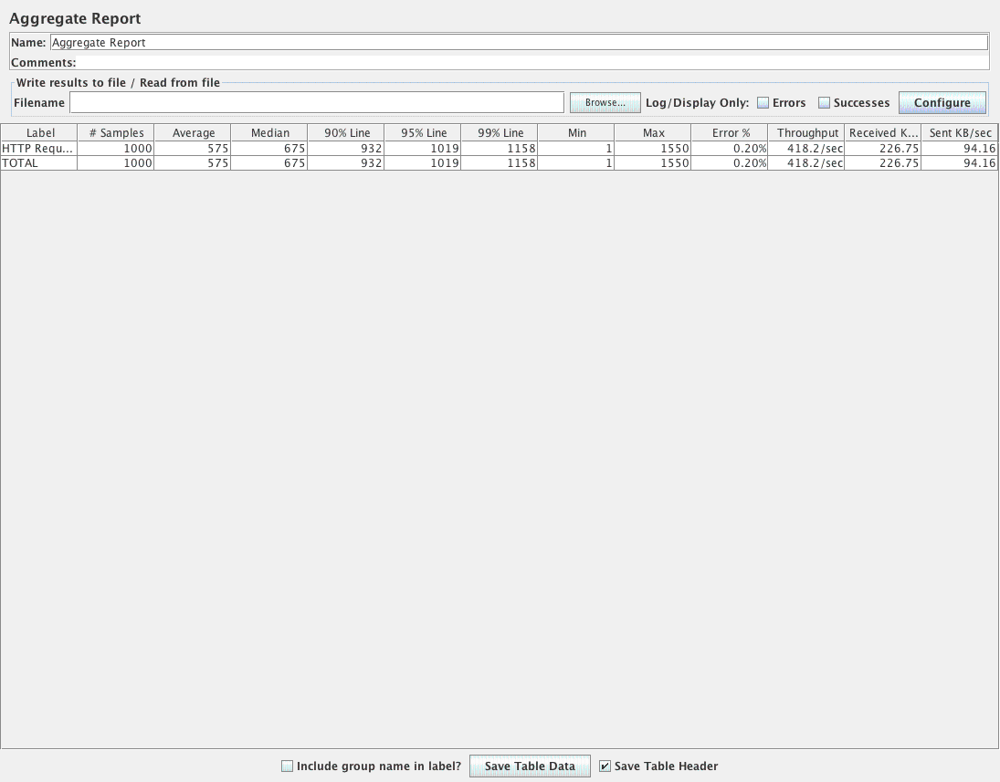 Aggregate Report
Name: Aggregate Report
Comments:
Write results to file / Read from file
Filename Browse... Log/Display Only: Errors Successes Configure
Label # Samples Average Median 90% Line 95% Line 99% Line Min Max Error % Throughput Received K... Sent KB/sec
HTTP Requ... 1000 575 675 932 1019 1158 1 1550 0.20% 418.2/sec 226.75 94.16
TOTAL 1000 575 675 932 1019 1158 1 1550 0.20% 418.2/sec 226.75 94.16
Include group name in label? Save Table Data Save Table Header